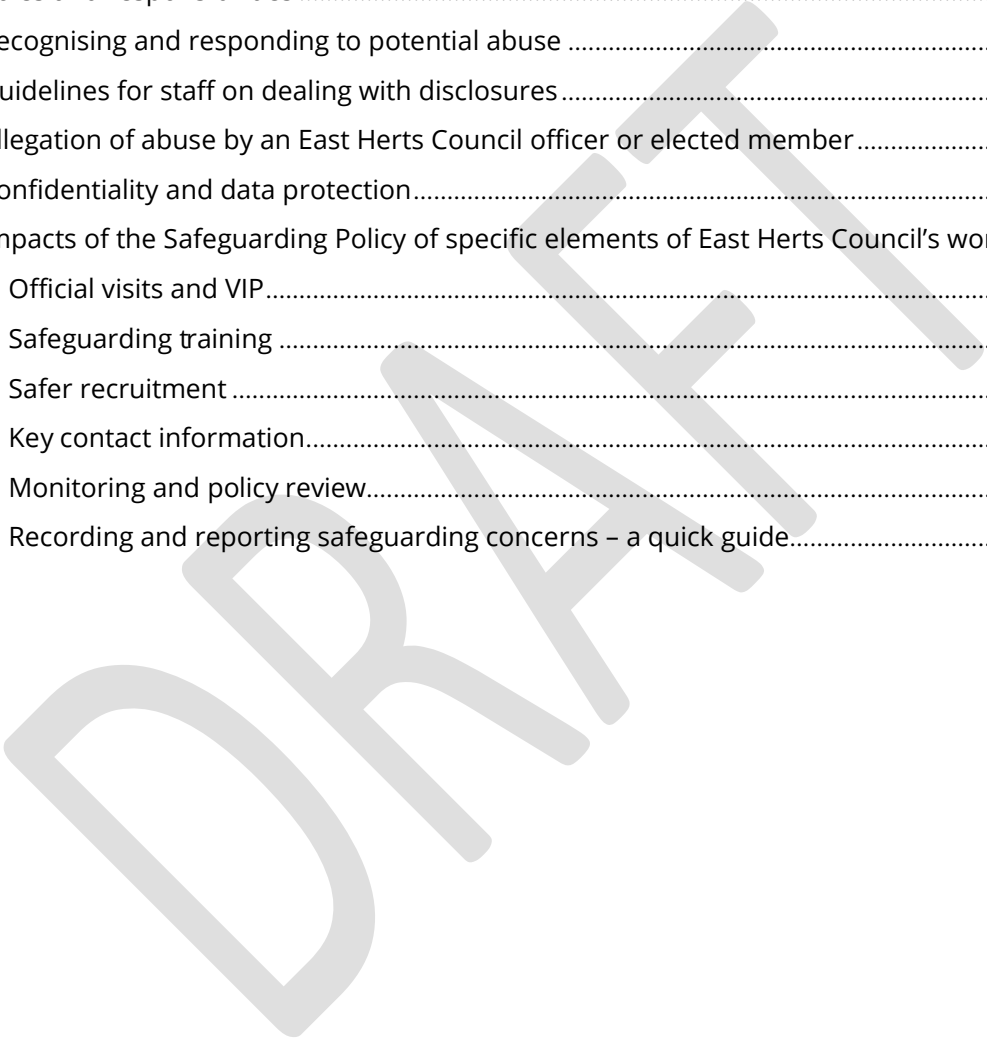 ecognising and responding to potential abuse ................................................................
uidelines for staff on dealing with disclosures ................................................................
llegation of abuse by an East Herts Council officer or elected member ....................
onfidentiality and data protection ................................................................
mpacts of the Safeguarding Policy of specific elements of East Herts Council’s wor
Official visits and VIP ................................................................
Safeguarding training ................................................................
Safer recruitment ................................................................
Key contact information ................................................................
Monitoring and policy review ................................................................
Recording and reporting safeguarding concerns – a quick guide ............................
DRAFT